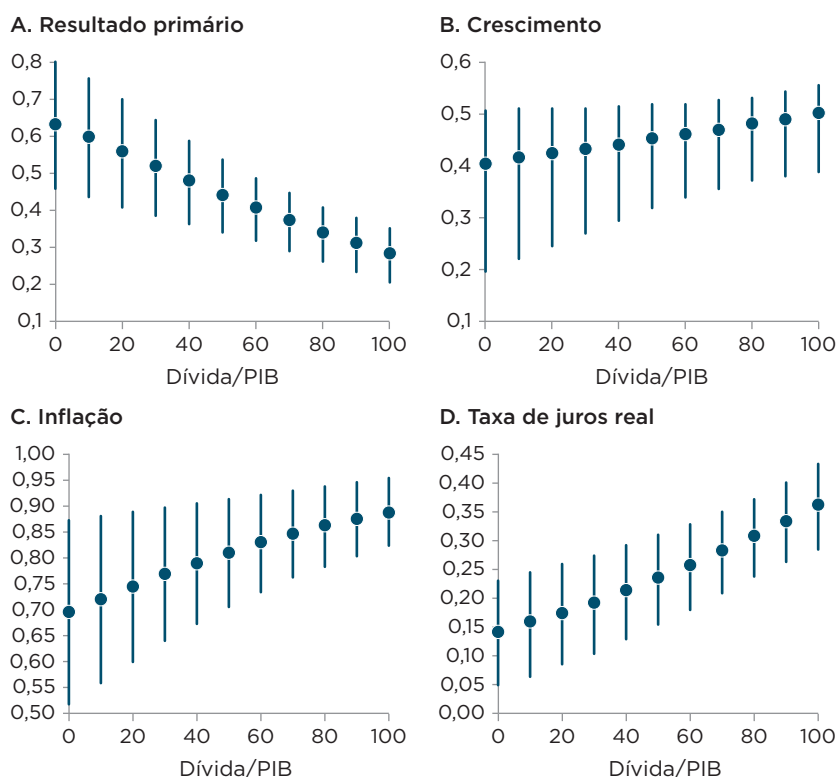 A. Resultado primário
0,8
0,7
0,6
0,5
0,4
0,3
0,2
0,1
0 20 40 60 80 100
Dívida/PIB
B. Crescimento
0,6
0,5
0,4
0,3
0,2
0,1
0 20 40 60 80 100
Dívida/PIB
C. Inflação
1,00
0,95
0,90
0,85
0,80
0,75
0,70
0,65
0,60
0,55
0,50
0 20 40 60 80 100
Dívida/PIB
D. Taxa de juros real
0,45
0,40
0,35
0,30
0,25
0,20
0,15
0,10
0,05
0,00
0 20 40 60 80 100
Dívida/PIB